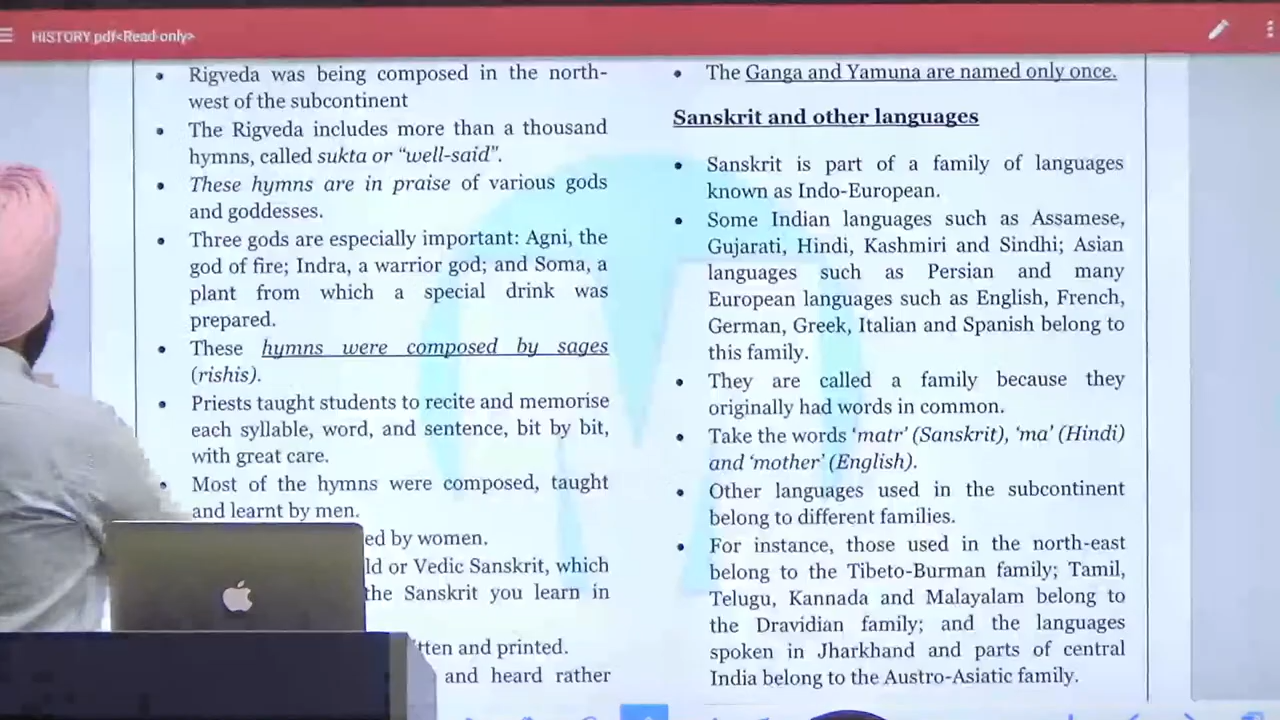 HISTORY.pdf<Read-only>
• Rigveda was being composed in the north-
west of the subcontinent
• The Rigveda includes more than a thousand
hymns, called sukta or “well-said”.
• These hymns are in praise of various gods
and goddesses.
• Three gods are especially important: Agni, the
god of fire; Indra, a warrior god; and Soma, a
plant from which a special drink was
prepared.
• These hymns were composed by sages
(rishis).
• Priests taught students to recite and memorise
each syllable, word, and sentence, bit by bit,
with great care.
• Most of the hymns were composed, taught
and learnt by men.
ed by women.
ld or Vedic Sanskrit, which
the Sanskrit you learn in
tten and printed.
and heard rather
• The Ganga and Yamuna are named only once.
Sanskrit and other languages
• Sanskrit is part of a family of languages
known as Indo-European.
• Some Indian languages such as Assamese,
Gujarati, Hindi, Kashmiri and Sindhi; Asian
languages such as Persian and many
European languages such as English, French,
German, Greek, Italian and Spanish belong to
this family.
• They are called a family because they
originally had words in common.
• Take the words ‘matr’ (Sanskrit), ‘ma’ (Hindi)
and ‘mother’ (English).
• Other languages used in the subcontinent
belong to different families.
• For instance, those used in the north-east
belong to the Tibeto-Burman family; Tamil,
Telugu, Kannada and Malayalam belong to
the Dravidian family; and the languages
spoken in Jharkhand and parts of central
India belong to the Austro-Asiatic family.